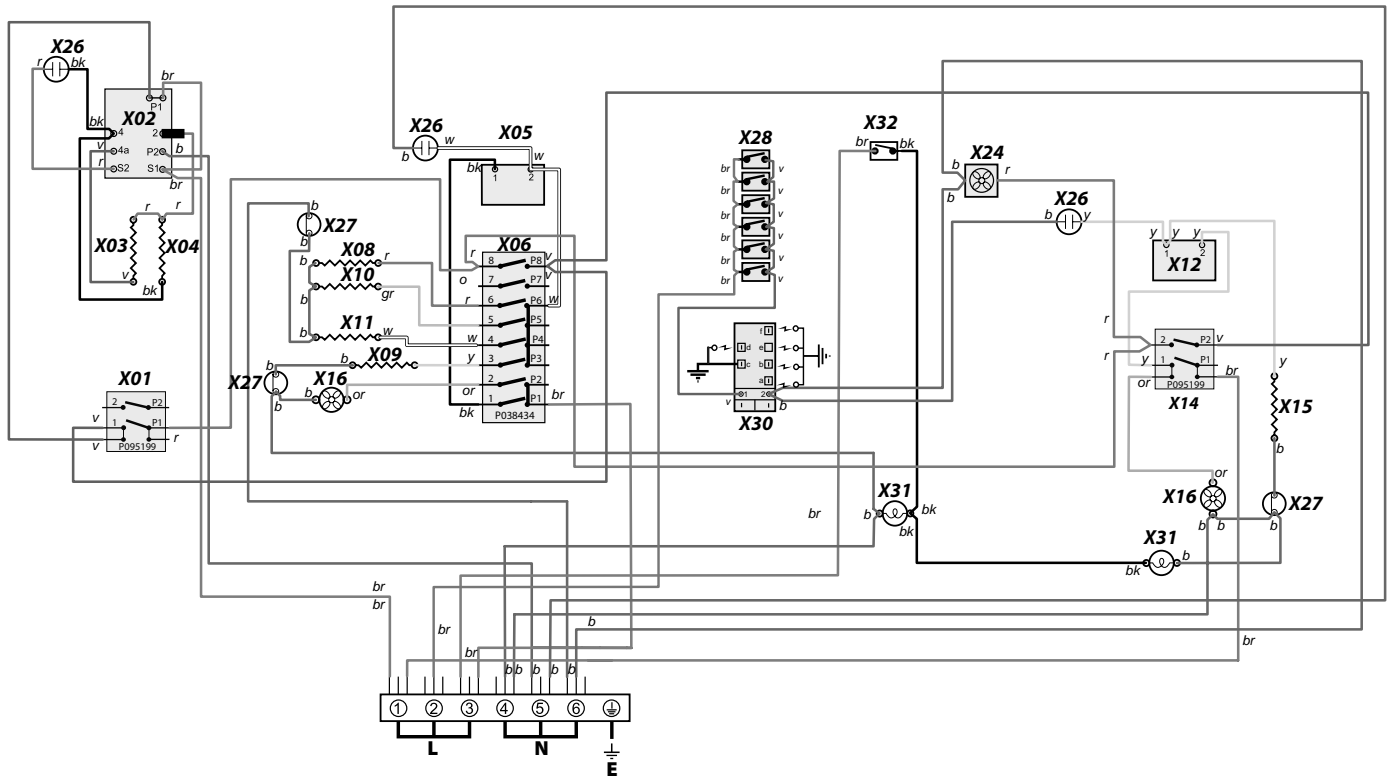 X26
r
bk
br
P1
X02
bk
4
2
v
4a
P2
b
r
S2
S1
br
r
r
X03
X04
v
bk
X01
2
P2
1
P1
v
v
P095199
r
X26
b
w
X05
w
bk
1
2
b
X27
b
X08
b
r
X10
b
gr
X11
b
w
X09
b
b
X27
b
X16
b
or
X06
r
8
P8
v
v
o
7
P7
r
6
P6
w
5
P5
w
4
P4
y
3
P3
or
2
P2
bk
1
P1
br
P038434
X28
br
v
br
v
br
v
br
v
br
v
br
v
X32
br
bk
X24
b
b
r
X26
b
y
y
y
y
1
2
X12
f
d
e
c
b
a
1
2
v
b
X30
r
r
2
P2
v
y
1
P1
br
or
P095199
X14
y
X15
b
or
X16
b
b
X27
b
X31
b
bk
bk
br
X31
bk
b
br
br
br
br
b
b
b
b
b
b
b
br
1
2
3
4
5
6
L
N
E